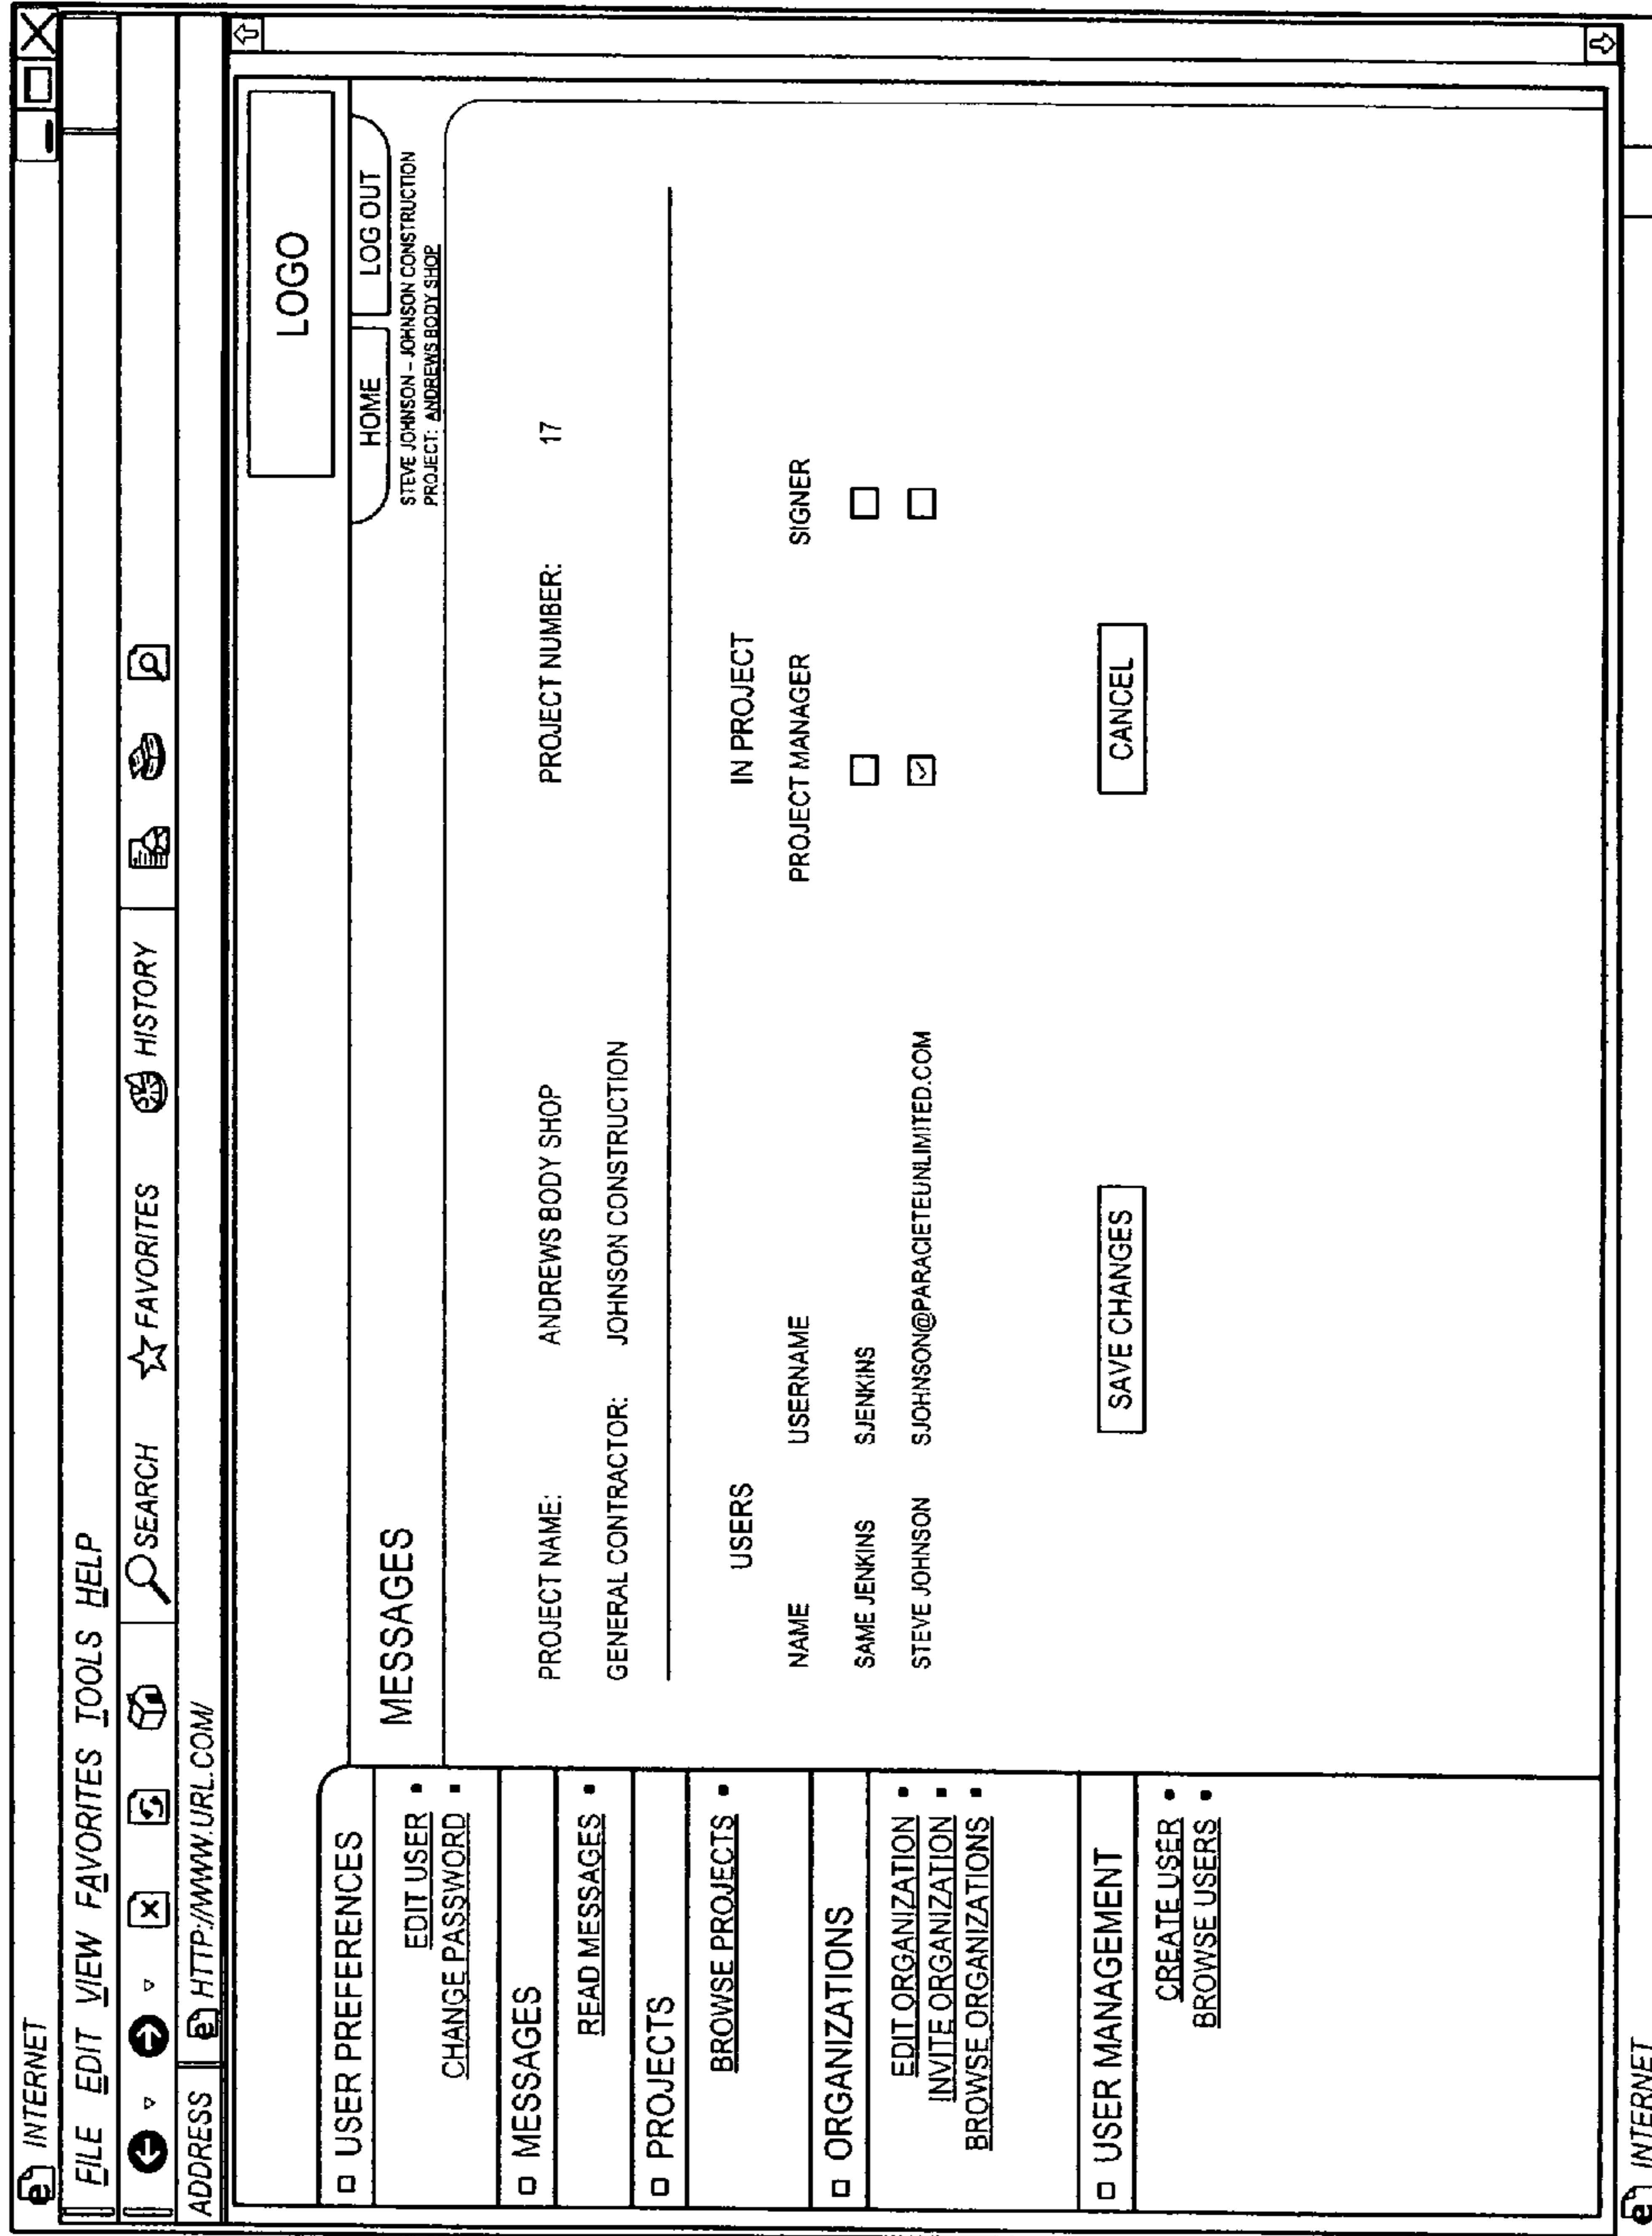 INTERNET
FILE EDIT VIEW FAVORITES TOOLS HELP
SEARCH FAVORITES HISTORY
ADDRESS HTTP://WWW.URL.COM/
LOGO
HOME LOG OUT
STEVE JOHNSON – JOHNSON CONSTRUCTION
PROJECT: ANDREWS BODY SHOP
USER PREFERENCES
EDIT USER
CHANGE PASSWORD
MESSAGES
READ MESSAGES
PROJECTS
BROWSE PROJECTS
ORGANIZATIONS
EDIT ORGANIZATION
INVITE ORGANIZATION
BROWSE ORGANIZATIONS
USER MANAGEMENT
CREATE USER
BROWSE USERS
MESSAGES
PROJECT NAME: ANDREWS BODY SHOP PROJECT NUMBER: 17
GENERAL CONTRACTOR: JOHNSON CONSTRUCTION
USERS IN PROJECT
NAME USERNAME PROJECT MANAGER SIGNER
SAME JENKINS SJENKINS
STEVE JOHNSON SJOHNSON@PARACIETEUNLIMITED.COM
SAVE CHANGES CANCEL
INTERNET